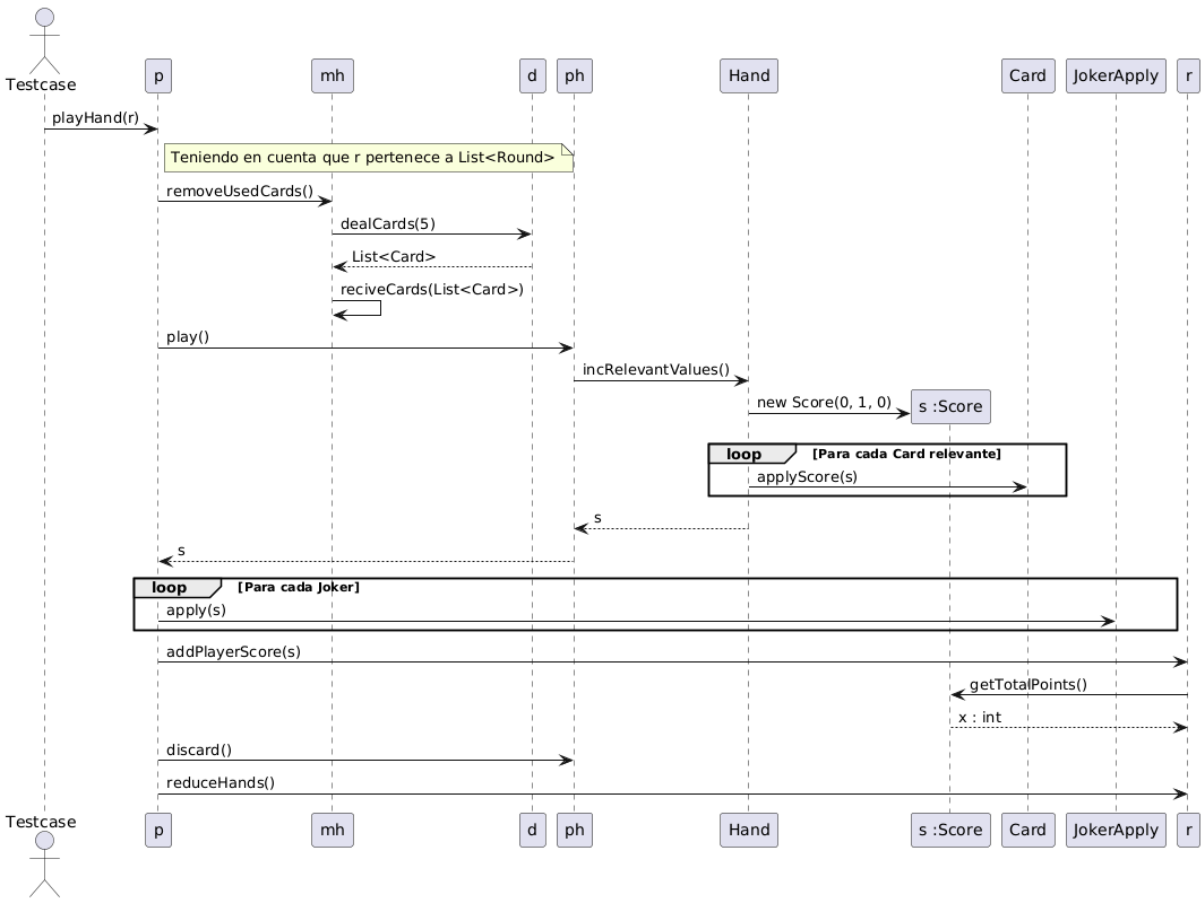 Testcase
p
mh
d
ph
Hand
Card
JokerApply
r
playHand(r)
Teniendo en cuenta que r pertenece a List<Round>
removeUsedCards()
dealCards(5)
List<Card>
reciveCards(List<Card>)
play()
incRelevantValues()
new Score(0, 1, 0)
s :Score
loop [Para cada Card relevante]
applyScore(s)
s
s
loop [Para cada Joker]
apply(s)
addPlayerScore(s)
getTotalPoints()
x : int
discard()
reduceHands()
Testcase
p
mh
d
ph
Hand
s :Score
Card
JokerApply
r